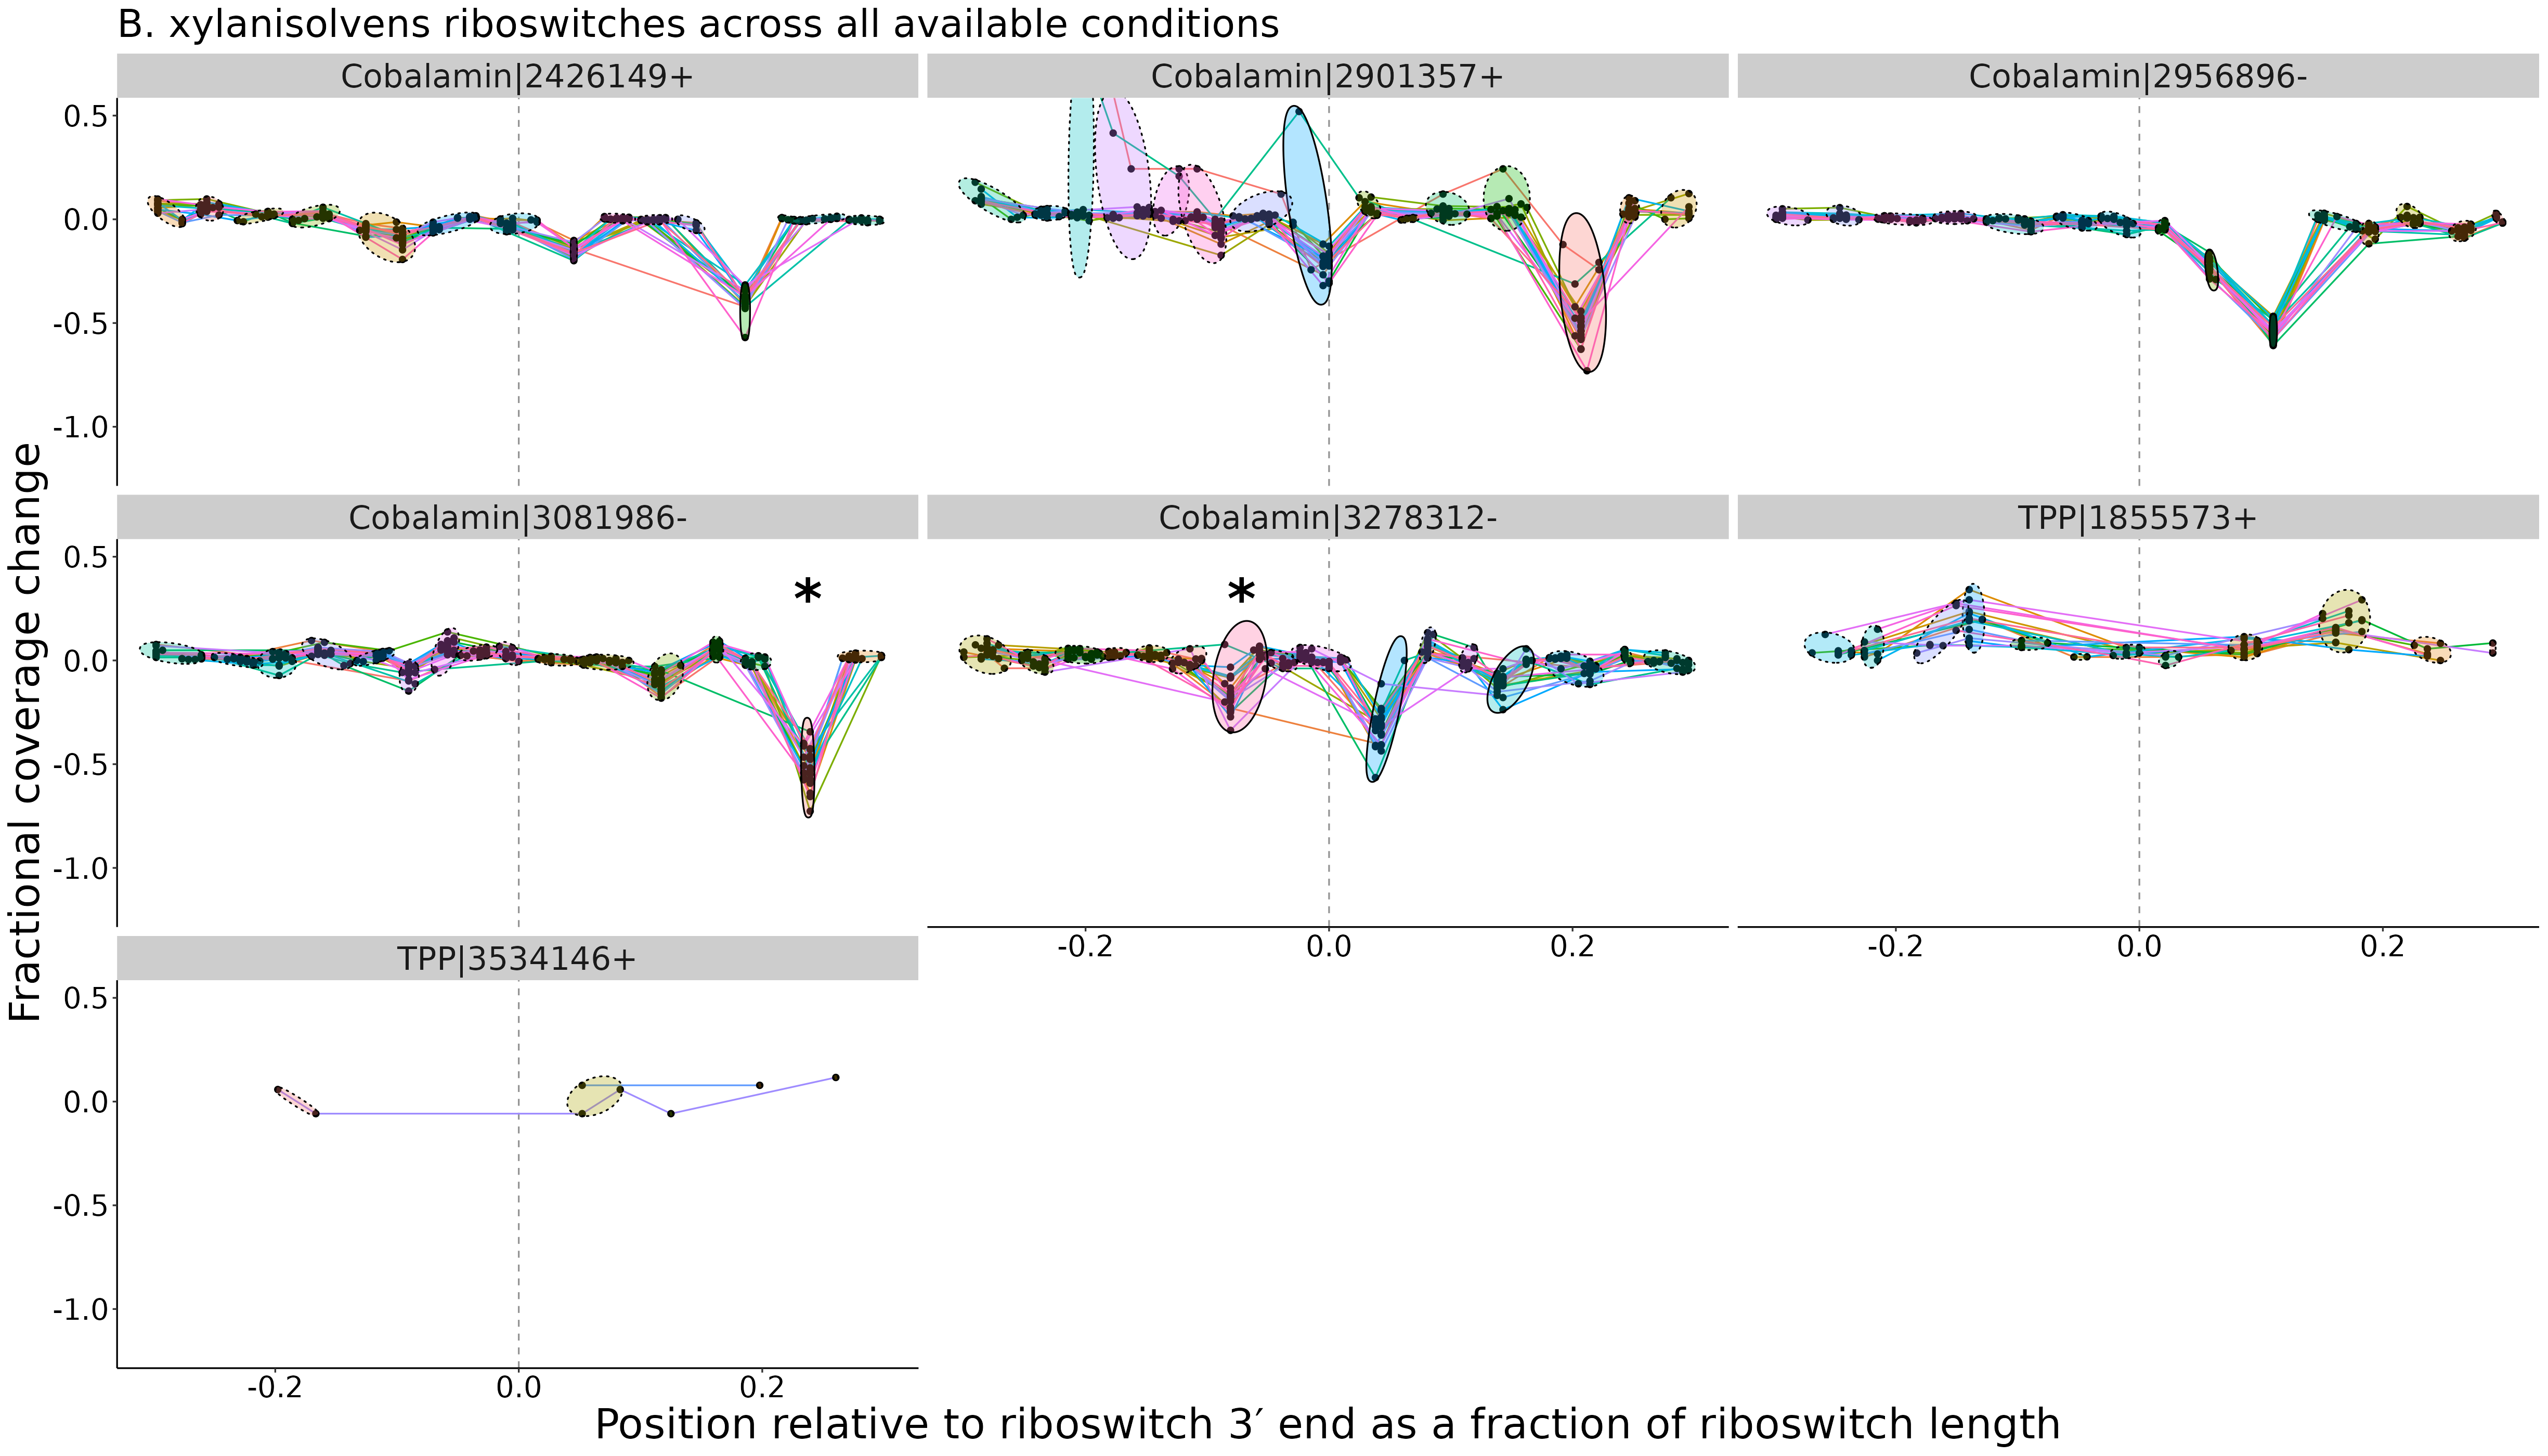 B. xylanisolvens riboswitches across all available conditions
Cobalamin|2426149+
Cobalamin|2901357+
Cobalamin|2956896-
0.5
0.0
-0.5
-1.0
Cobalamin|3081986-
Cobalamin|3278312-
TPP|1855573+
*
*
0.5
0.0
-0.5
-1.0
-0.2
0.0
0.2
-0.2
0.0
0.2
TPP|3534146+
0.5
0.0
-0.5
-1.0
-0.2
0.0
0.2
Fractional coverage change
Position relative to riboswitch 3′ end as a fraction of riboswitch length